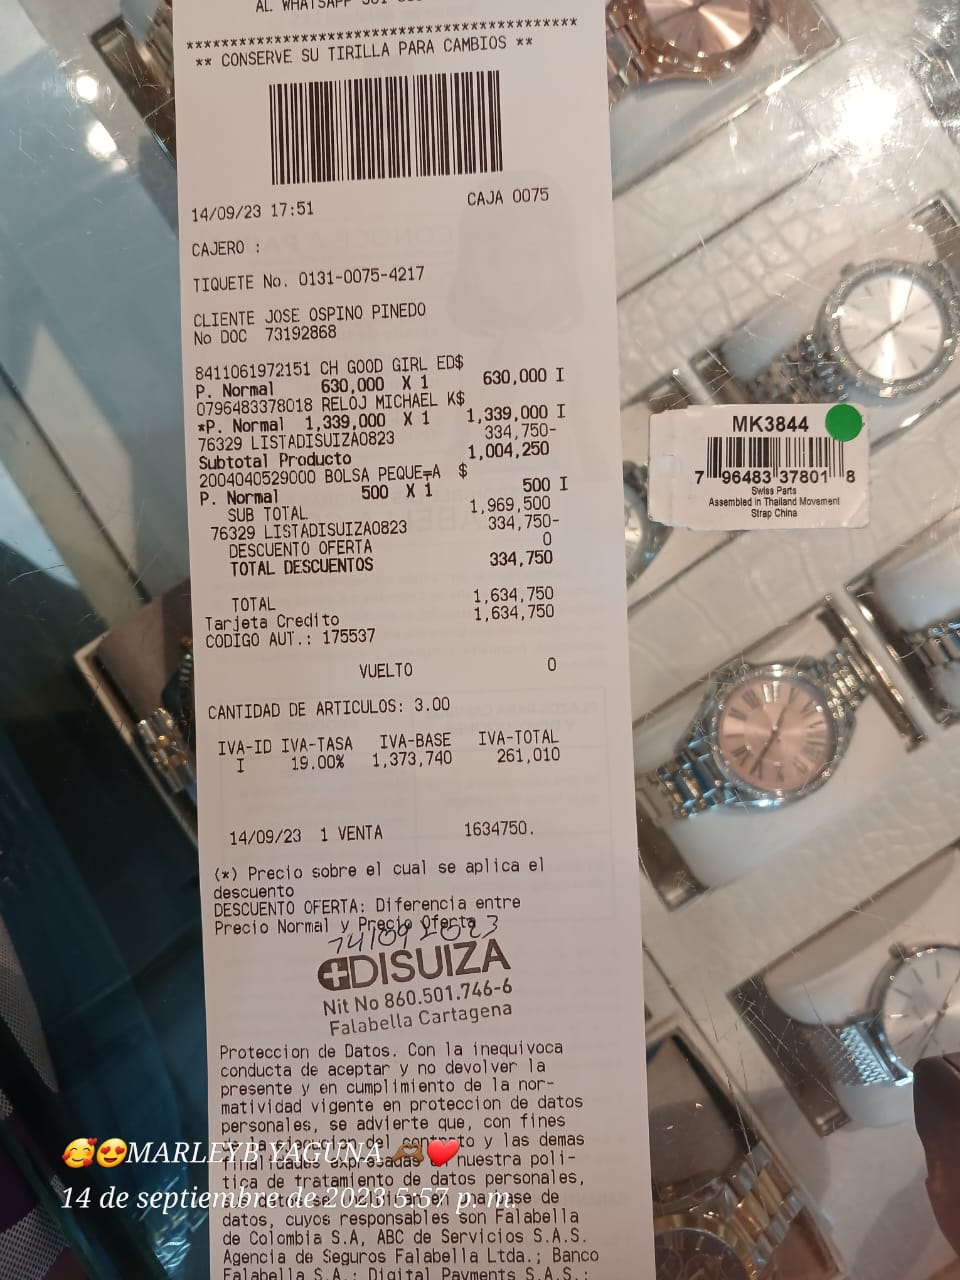 AL WHATSAPP
****************************************
** CONSERVE SU TIRILLA PARA CAMBIOS **
14/09/23 17:51 CAJA 0075
CAJERO :
TIQUETE No. 0131-0075-4217
CLIENTE JOSE OSPINO PINEDO
No DOC 73192868
8411061972151 CH GOOD GIRL ED$
P. Normal 630,000 X 1 630,000 I
0796483378018 RELOJ MICHAEL K$
*P. Normal 1,339,000 X 1 1,339,000 I
76329 LISTADISUIZA0823 334,750-
Subtotal Producto 1,004,250
2004040529000 BOLSA PEQUE=A $
P. Normal 500 X 1 500 I
SUB TOTAL 1,969,500
76329 LISTADISUIZA0823 334,750-
DESCUENTO OFERTA 0
TOTAL DESCUENTOS 334,750
TOTAL 1,634,750
Tarjeta Credito 1,634,750
CODIGO AUT.: 175537
VUELTO 0
CANTIDAD DE ARTICULOS: 3.00
IVA-ID IVA-TASA IVA-BASE IVA-TOTAL
I 19.00% 1,373,740 261,010
14/09/23 1 VENTA 1634750.
(*) Precio sobre el cual se aplica el
descuento
DESCUENTO OFERTA: Diferencia entre
Precio Normal y Precio Oferta
DISUIZA
Nit No 860.501.746-6
Falabella Cartagena
Proteccion de Datos. Con la inequivoca
conducta de aceptar y no devolver la
presente y en cumplimiento de la nor-
matividad vigente en proteccion de datos
personales, se advierte que, con fines
del contrato y las demas
finalidades expresadas en nuestra poli-
tica de tratamiento de datos personales,
base de
datos, cuyos responsables son Falabella
de Colombia S.A, ABC de Servicios S.A.S.
Agencia de Seguros Falabella Ltda.; Banco
Falabella S.A.; Digital Payments S.A.S.;
MK3844
7 96483 37801 8
Swiss Parts
Assembled in Thailand Movement
Strap China
🥰😍MARLEYB YAGUNA 🫶🏽❤️
14 de septiembre de 2023 5:57 p. m.